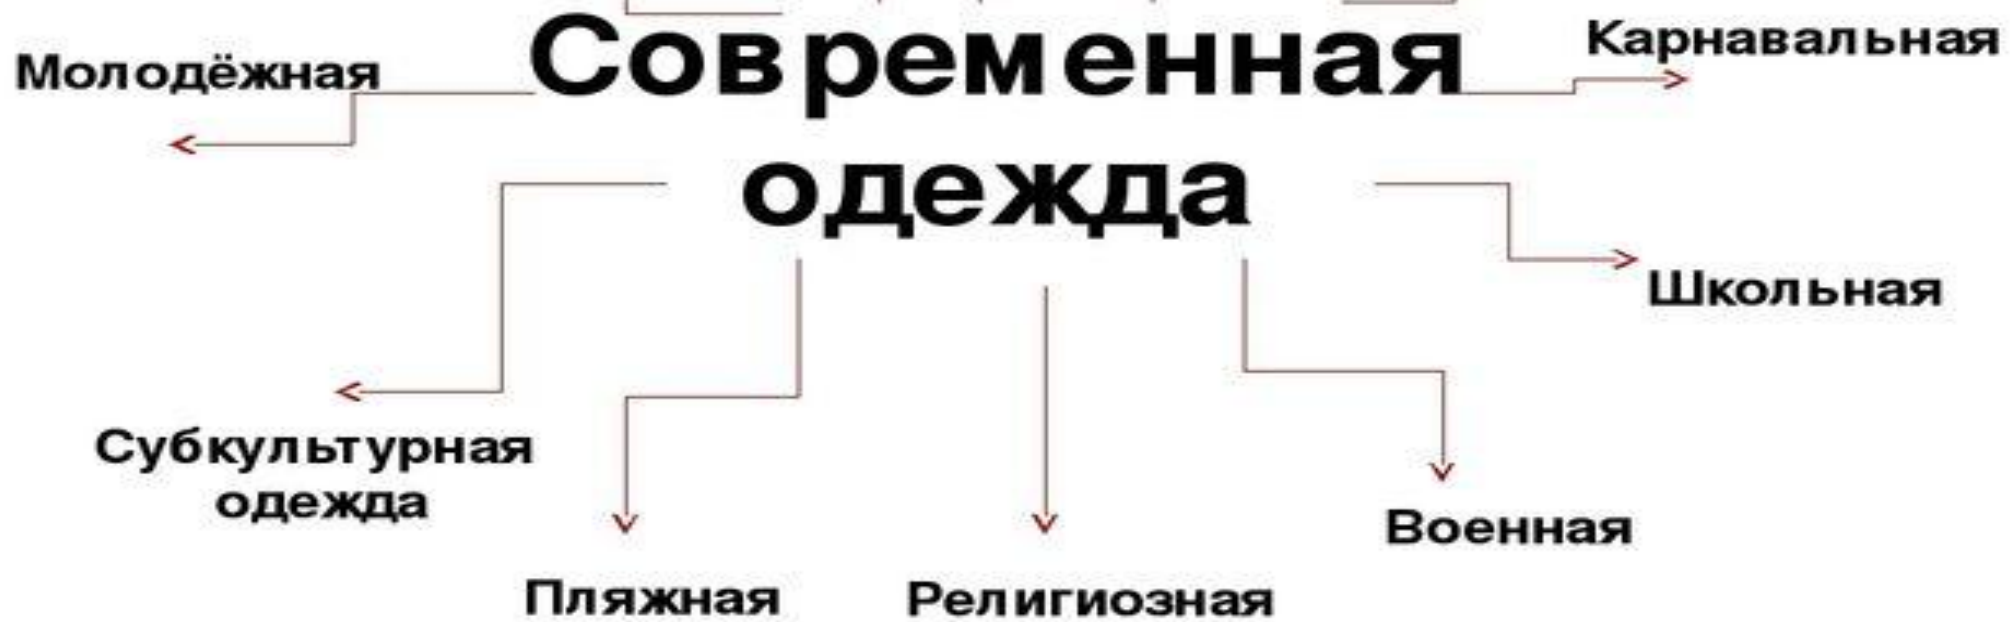 Современная
одежда
Молодёжная
Карнавальная
Школьная
Субкультурная
одежда
Военная
Пляжная
Религиозная